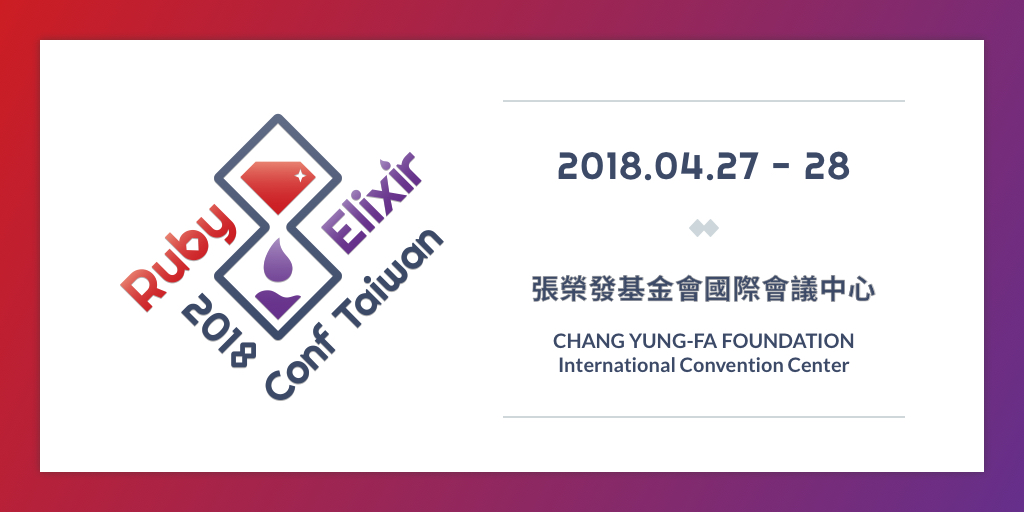 Ruby
Elixir
2018
Conf Taiwan
2018.04.27 - 28
張榮發基金會國際會議中心
CHANG YUNG-FA FOUNDATION
International Convention Center